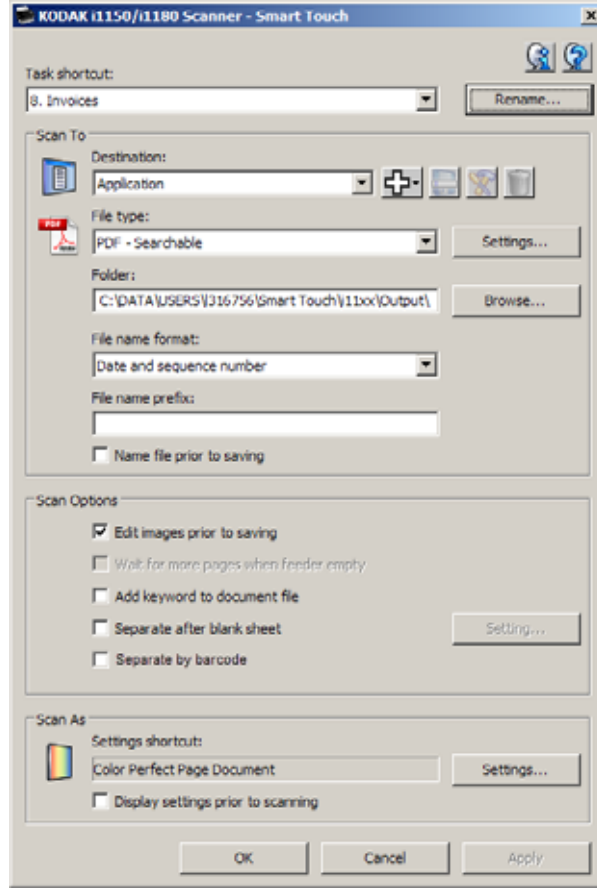 KODAK i1150/i1180 Scanner - Smart Touch
Task shortcut:
8. Invoices
Rename...
Scan To
Destination:
Application
PDF
File type:
PDF - Searchable
Settings...
Folder:
C:\DATA\USERS\J316756\Smart Touch\i11xx\Output\
Browse...
File name format:
Date and sequence number
File name prefix:
Name file prior to saving
Scan Options
Edit images prior to saving
Wait for more pages when feeder empty
Add keyword to document file
Separate after blank sheet
Setting...
Separate by barcode
Scan As
Settings shortcut:
Color Perfect Page Document
Settings...
Display settings prior to scanning
OK Cancel Apply